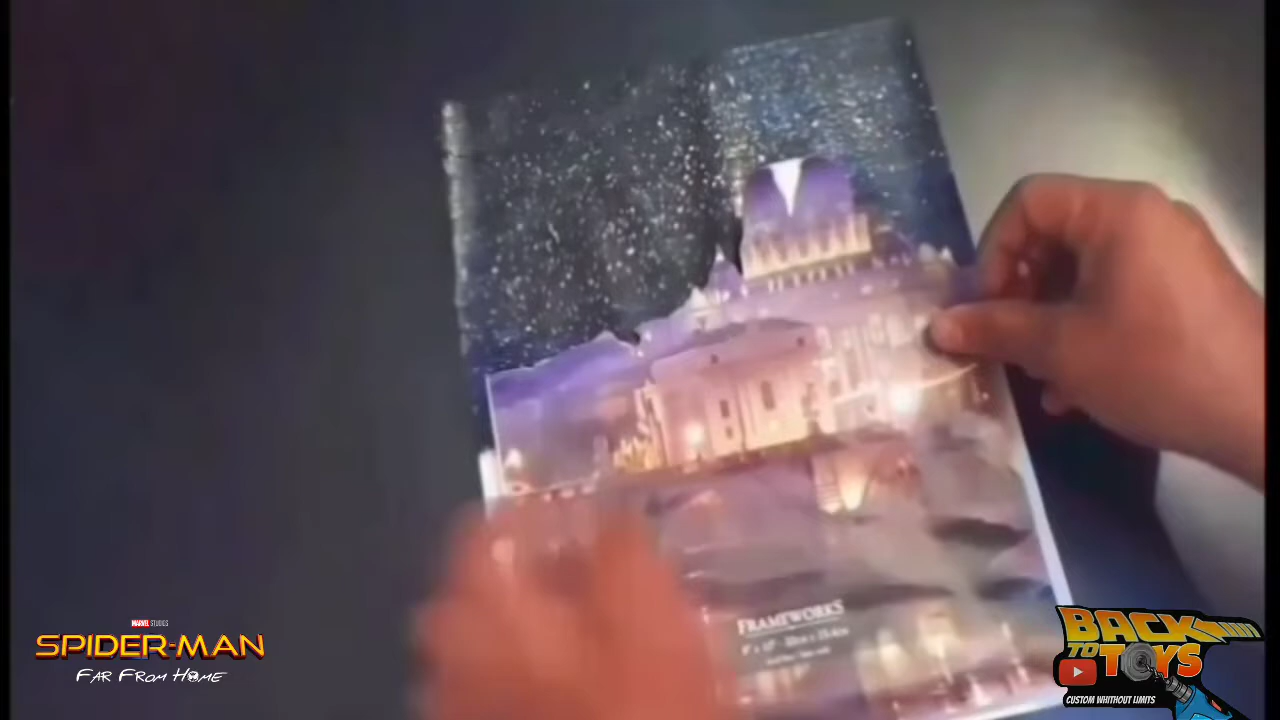 FRAMEWORKS
MARVEL STUDIOS
SPIDER-MAN
FAR FROM HOME
BACK
TO TOYS
CUSTOM WHITHOUT LIMITS